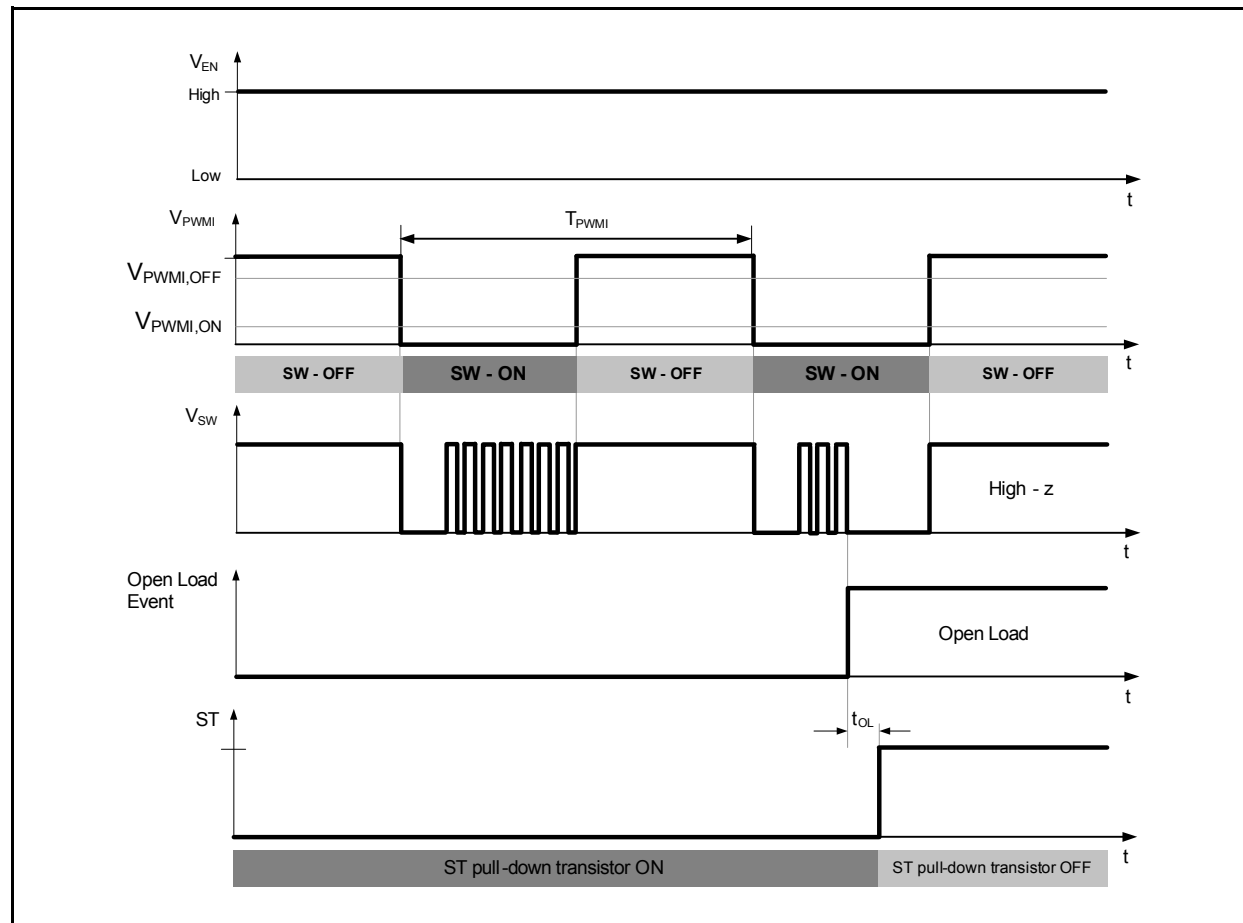 V_EN
High
Low
t
V_PWMI
T_PWMI
V_PWMI,OFF
V_PWMI,ON
t
SW - OFF
SW - ON
SW - OFF
SW - ON
SW - OFF
V_SW
High - z
t
Open Load
Event
Open Load
t
ST
t_OL
t
ST pull-down transistor ON
ST pull-down transistor OFF